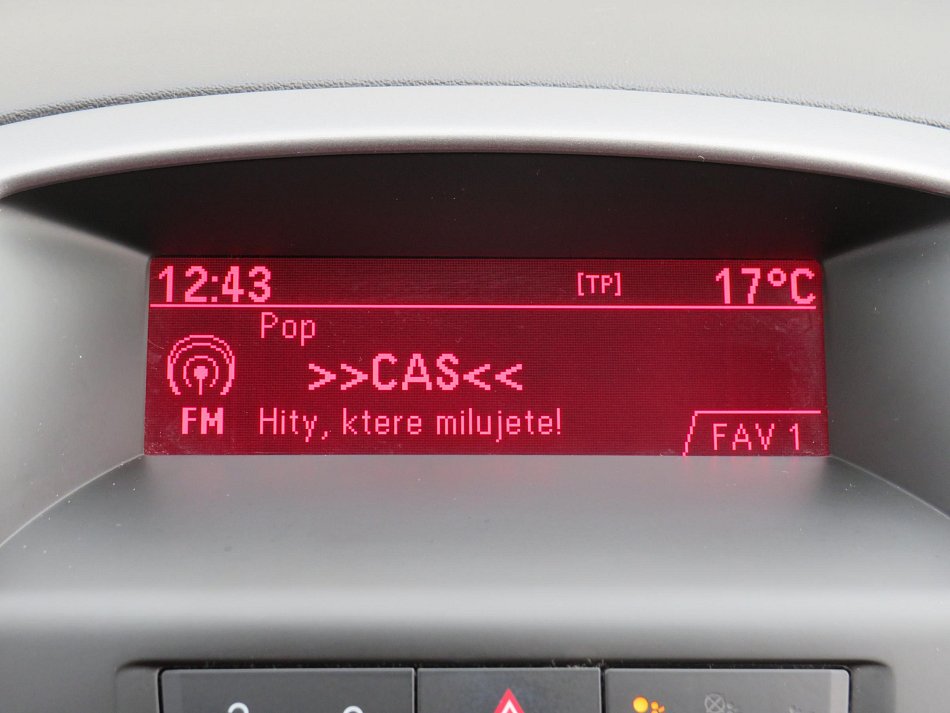 12:43 [TP] 17°C
Pop
>>CAS<<
FM Hity, ktere milujete!
FAV 1